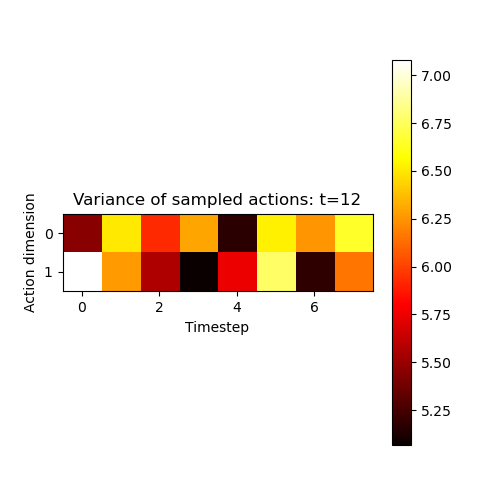 Variance of sampled actions: t=12
Action dimension
0
1
0 2 4 6
Timestep
7.00
6.75
6.50
6.25
6.00
5.75
5.50
5.25